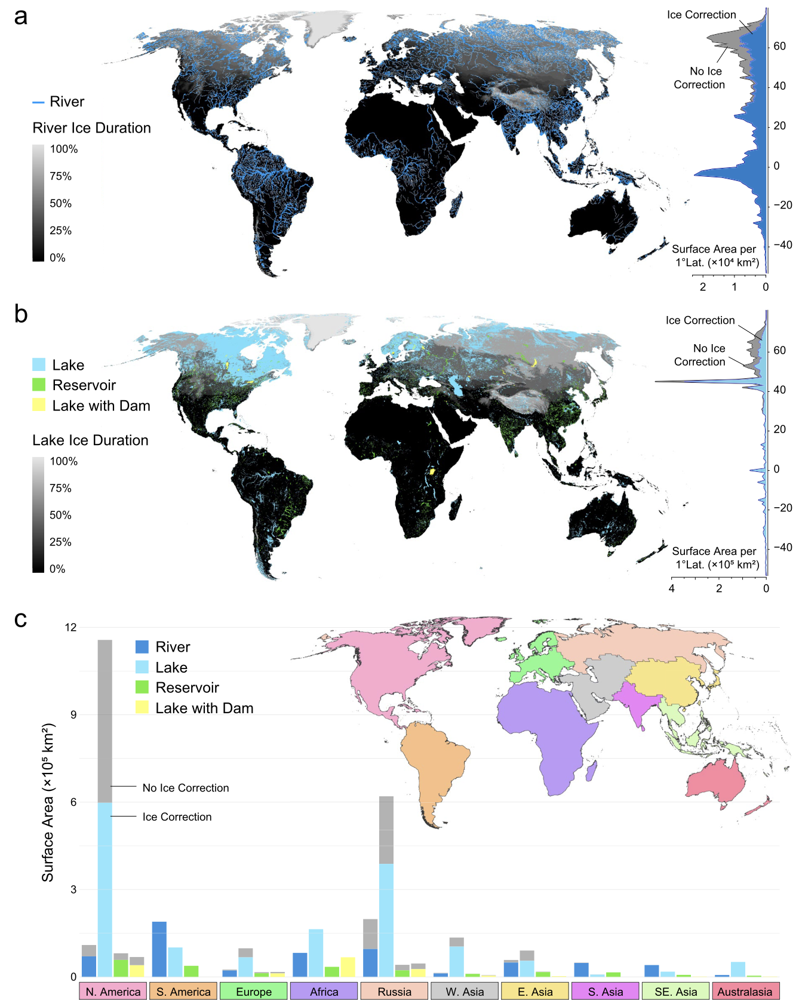 a
River
River Ice Duration
100%
75%
50%
25%
0%
Ice Correction
No Ice
Correction
60
40
20
0
−20
−40
Surface Area per
1°Lat. (×10⁴ km²)
2 1 0
b
Lake
Reservoir
Lake with Dam
Lake Ice Duration
100%
75%
50%
25%
0%
Ice Correction
No Ice
Correction
60
40
20
0
−20
−40
Surface Area per
1°Lat. (×10⁵ km²)
4 2 0
c
Surface Area (×10⁵ km²)
12
9
6
3
0
River
Lake
Reservoir
Lake with Dam
No Ice Correction
Ice Correction
N. America S. America Europe Africa Russia W. Asia E. Asia S. Asia SE. Asia Australasia